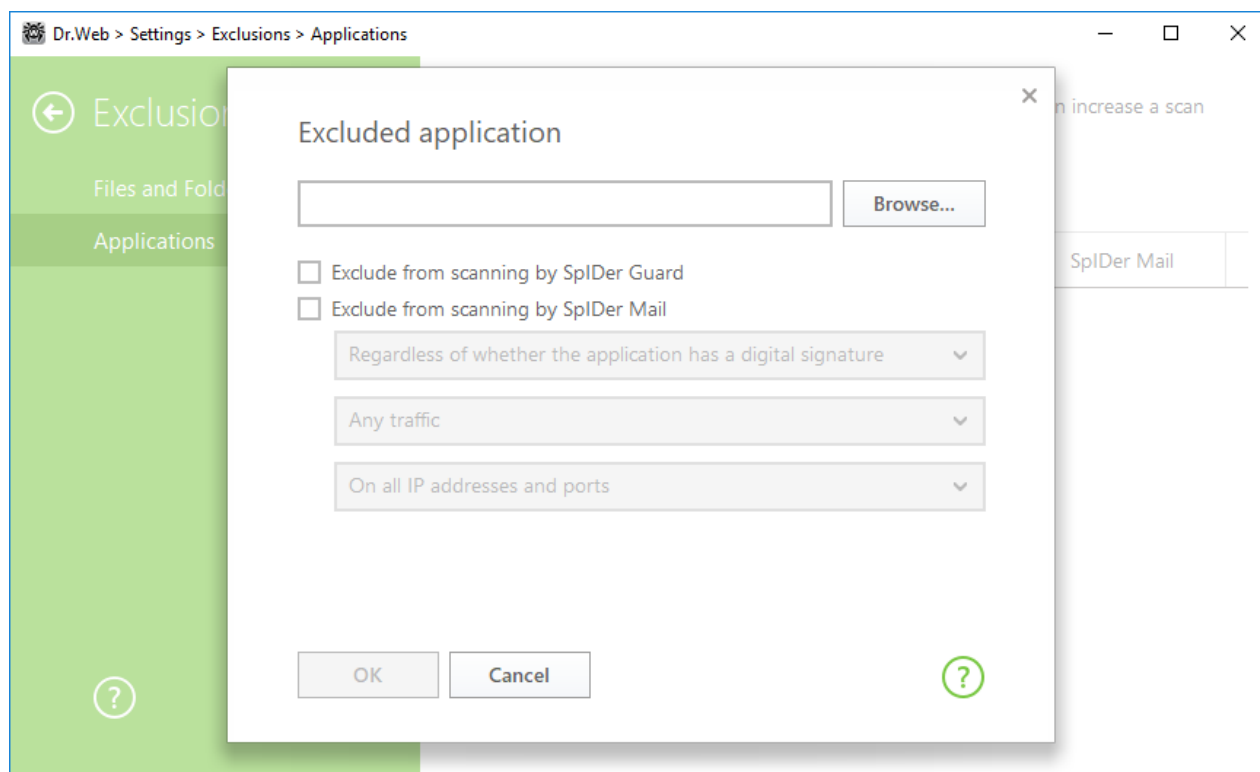 Dr.Web > Settings > Exclusions > Applications
Exclusion
n increase a scan
Excluded application
Files and Fold
Browse...
Applications
SpIDer Mail
Exclude from scanning by SpIDer Guard
Exclude from scanning by SpIDer Mail
Regardless of whether the application has a digital signature
Any traffic
On all IP addresses and ports
OK
Cancel
?
?